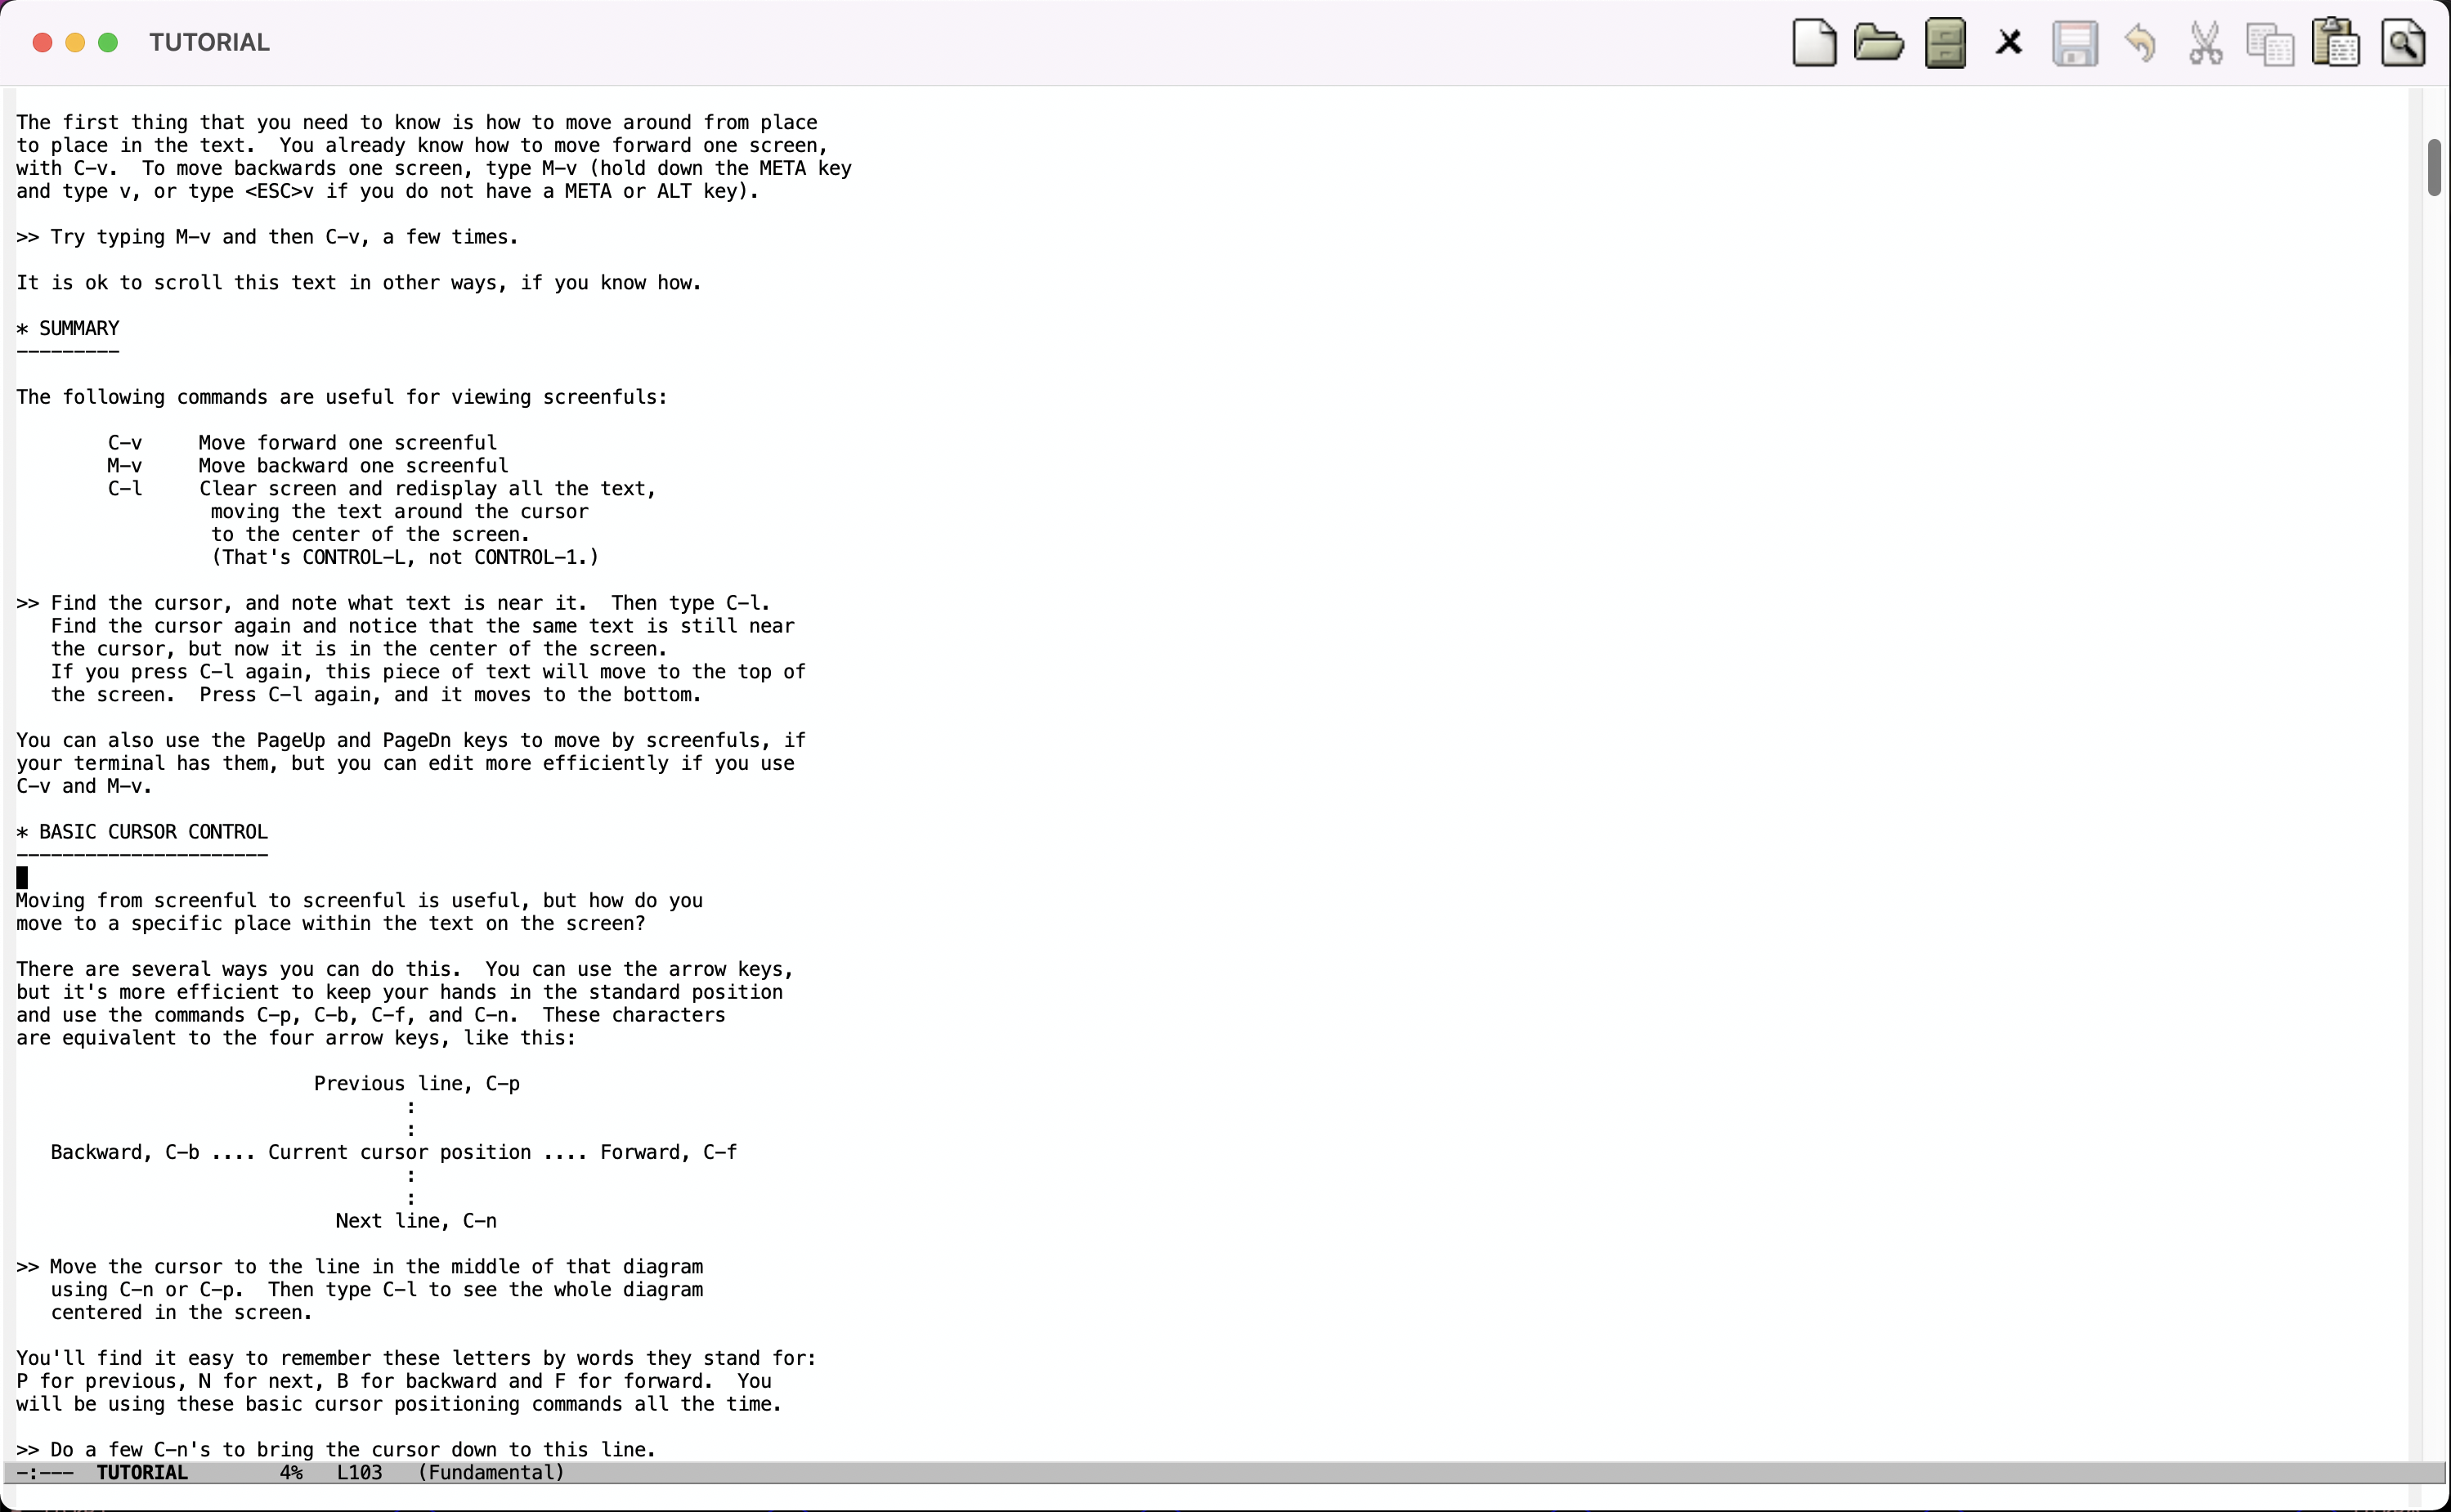 TUTORIAL
The first thing that you need to know is how to move around from place
to place in the text.  You already know how to move forward one screen,
with C-v.  To move backwards one screen, type M-v (hold down the META key
and type v, or type <ESC>v if you do not have a META or ALT key).
>> Try typing M-v and then C-v, a few times.
It is ok to scroll this text in other ways, if you know how.
* SUMMARY
---------
The following commands are useful for viewing screenfuls:
        C-v     Move forward one screenful
        M-v     Move backward one screenful
        C-l     Clear screen and redisplay all the text,
                 moving the text around the cursor
                 to the center of the screen.
                 (That's CONTROL-L, not CONTROL-1.)
>> Find the cursor, and note what text is near it.  Then type C-l.
   Find the cursor again and notice that the same text is still near
   the cursor, but now it is in the center of the screen.
   If you press C-l again, this piece of text will move to the top of
   the screen.  Press C-l again, and it moves to the bottom.
You can also use the PageUp and PageDn keys to move by screenfuls, if
your terminal has them, but you can edit more efficiently if you use
C-v and M-v.
* BASIC CURSOR CONTROL
----------------------
Moving from screenful to screenful is useful, but how do you
move to a specific place within the text on the screen?
There are several ways you can do this.  You can use the arrow keys,
but it's more efficient to keep your hands in the standard position
and use the commands C-p, C-b, C-f, and C-n.  These characters
are equivalent to the four arrow keys, like this:
                          Previous line, C-p
                                  :
                                  :
   Backward, C-b .... Current cursor position .... Forward, C-f
                                  :
                                  :
                            Next line, C-n
>> Move the cursor to the line in the middle of that diagram
   using C-n or C-p.  Then type C-l to see the whole diagram
   centered in the screen.
You'll find it easy to remember these letters by words they stand for:
P for previous, N for next, B for backward and F for forward.  You
will be using these basic cursor positioning commands all the time.
>> Do a few C-n's to bring the cursor down to this line.
-:---  TUTORIAL        4%   L103   (Fundamental)